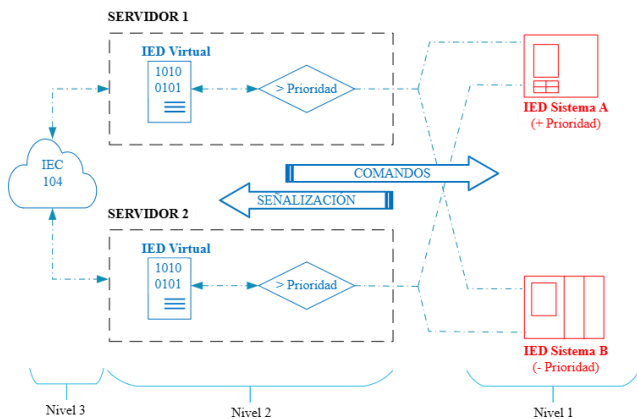 SERVIDOR 1
IED Virtual
1010
0101
> Prioridad
IED Sistema A
(+ Prioridad)
IEC
104
COMANDOS
SEÑALIZACIÓN
SERVIDOR 2
IED Virtual
1010
0101
> Prioridad
IED Sistema B
(- Prioridad)
Nivel 3
Nivel 2
Nivel 1